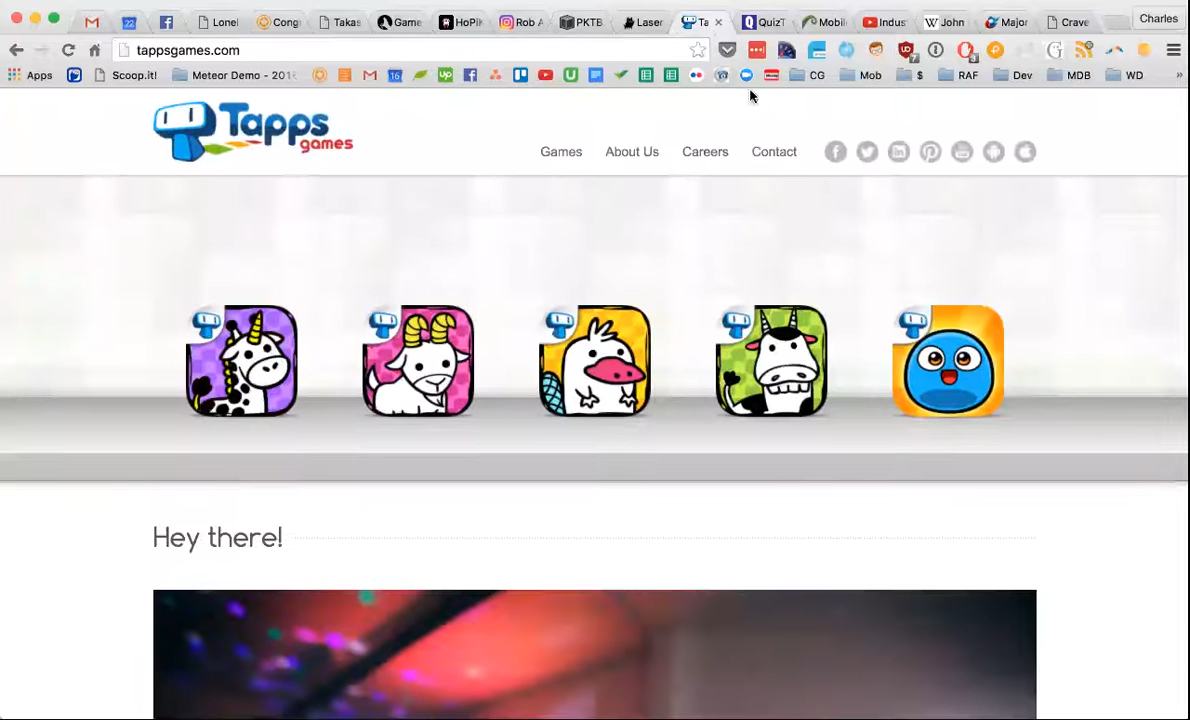 Lonel Cong Takas Game HoPiK Rob A PKTB Laser Ta QuizT Mobil Indus John Major Crave Charles
tappsgames.com
Apps Scoop.it! Meteor Demo - 201 CG Mob $ RAF Dev MDB WD »
Tapps
games
Games About Us Careers Contact
Hey there!